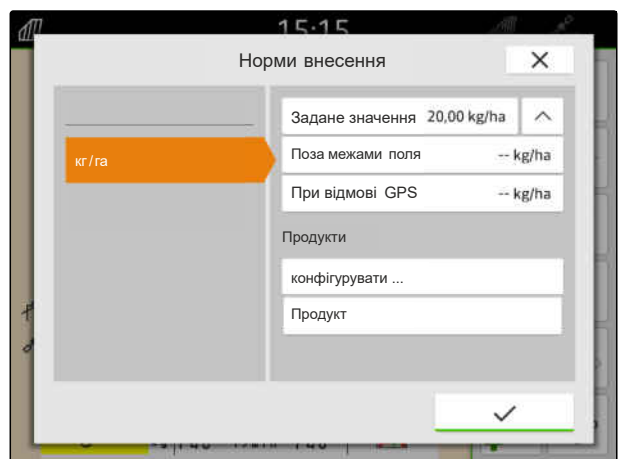 15:15
Норми внесення
Задане значення 20,00 kg/ha
кг/га
Поза межами поля -- kg/ha
При відмові GPS -- kg/ha
Продукти
конфігурувати ...
Продукт